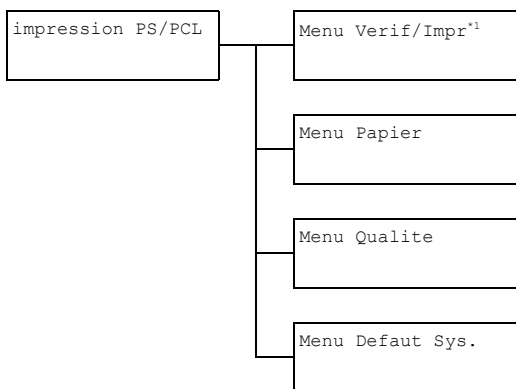 impression PS/PCL
Menu Verif/Impr*1
Menu Papier
Menu Qualite
Menu Defaut Sys.